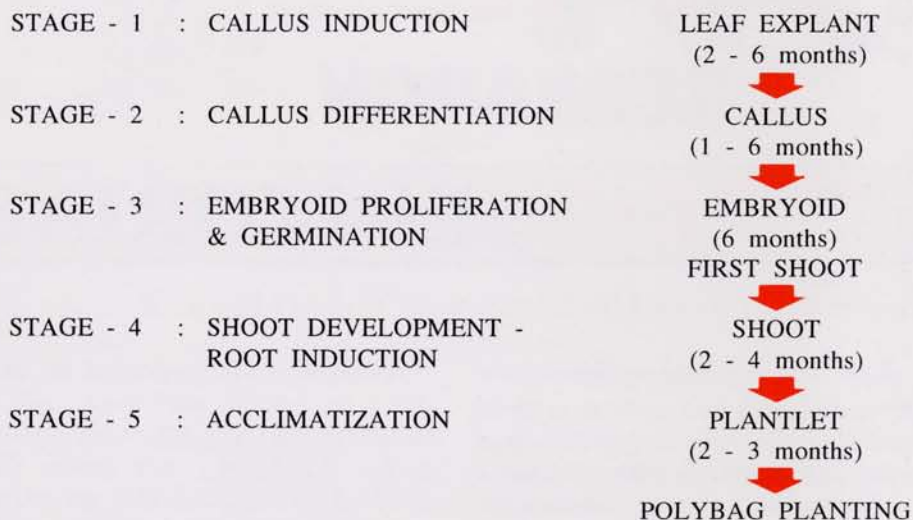 STAGE - 1 : CALLUS INDUCTION LEAF EXPLANT
(2 - 6 months)
STAGE - 2 : CALLUS DIFFERENTIATION CALLUS
(1 - 6 months)
STAGE - 3 : EMBRYOID PROLIFERATION EMBRYOID
& GERMINATION (6 months)
FIRST SHOOT
STAGE - 4 : SHOOT DEVELOPMENT - SHOOT
ROOT INDUCTION (2 - 4 months)
STAGE - 5 : ACCLIMATIZATION PLANTLET
(2 - 3 months)
POLYBAG PLANTING